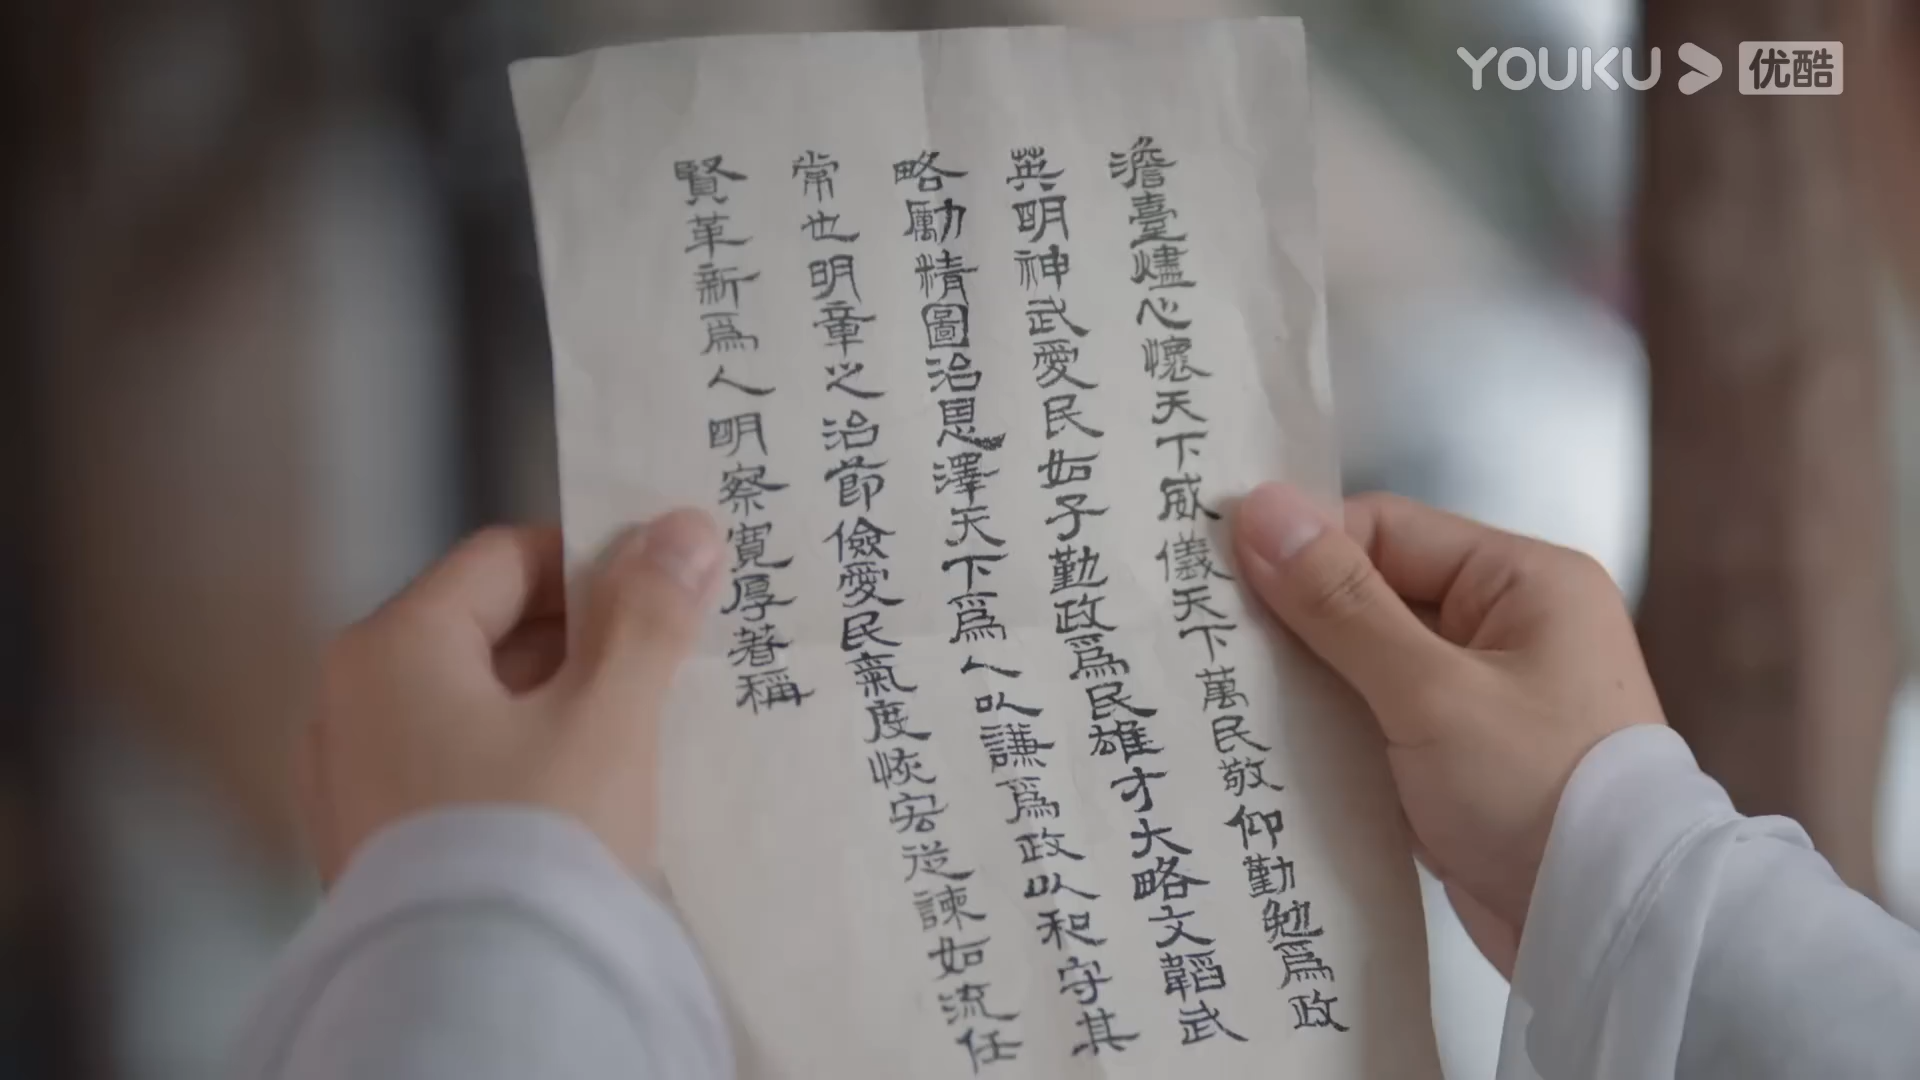 YOUKU 优酷
澹臺燼心懷天下威儀天下萬民敬仰勤勉爲政
英明神武愛民如子勤政爲民雄才大略文韜武
略勵精圖治恩澤天下爲人以謙爲政以和守其
常也明章之治節儉愛民氣度恢宏從諫如流任
賢革新爲人明察寬厚著稱